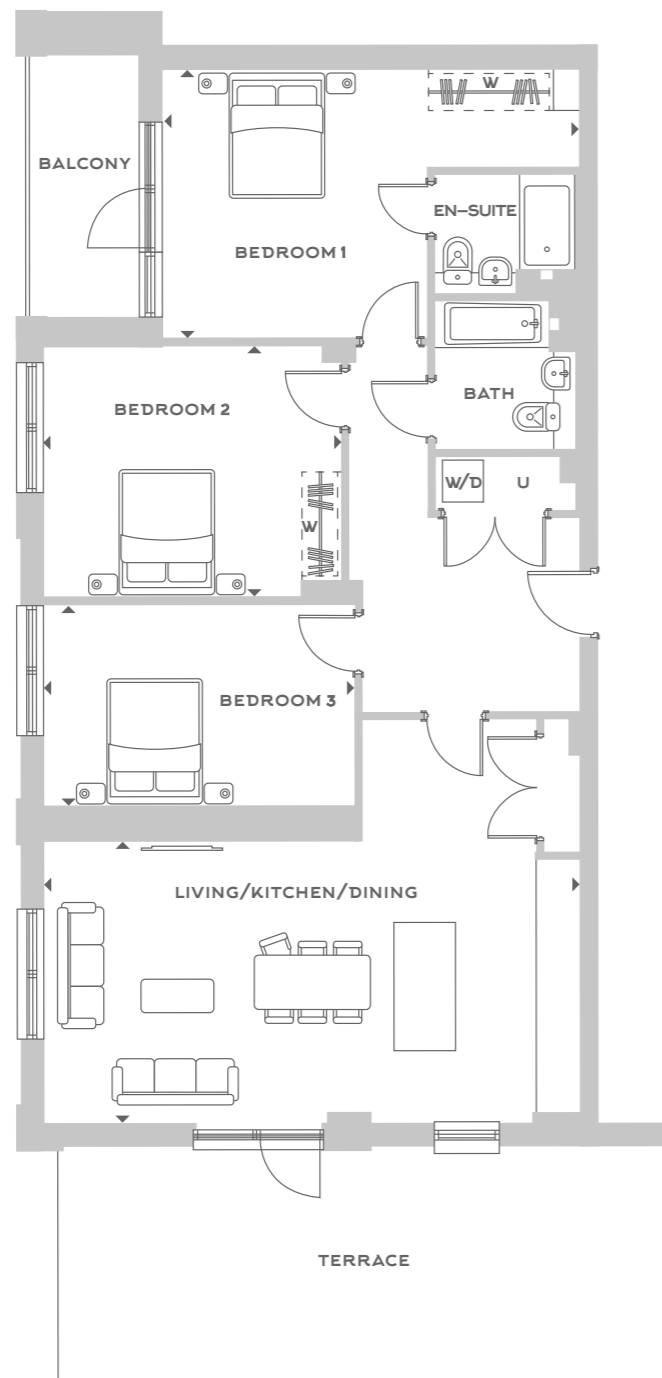 W
BALCONY
EN–SUITE
BEDROOM 1
BATH
BEDROOM 2
W/D
U
W
BEDROOM 3
LIVING/KITCHEN/DINING
TERRACE